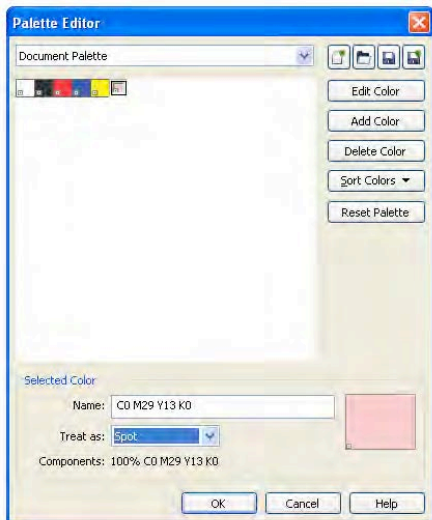 Palette Editor
Document Palette
Edit Color
Add Color
Delete Color
Sort Colors
Reset Palette
Selected Color
Name: C0 M29 Y13 K0
Treat as: Spot
Components: 100% C0 M29 Y13 K0
OK Cancel Help